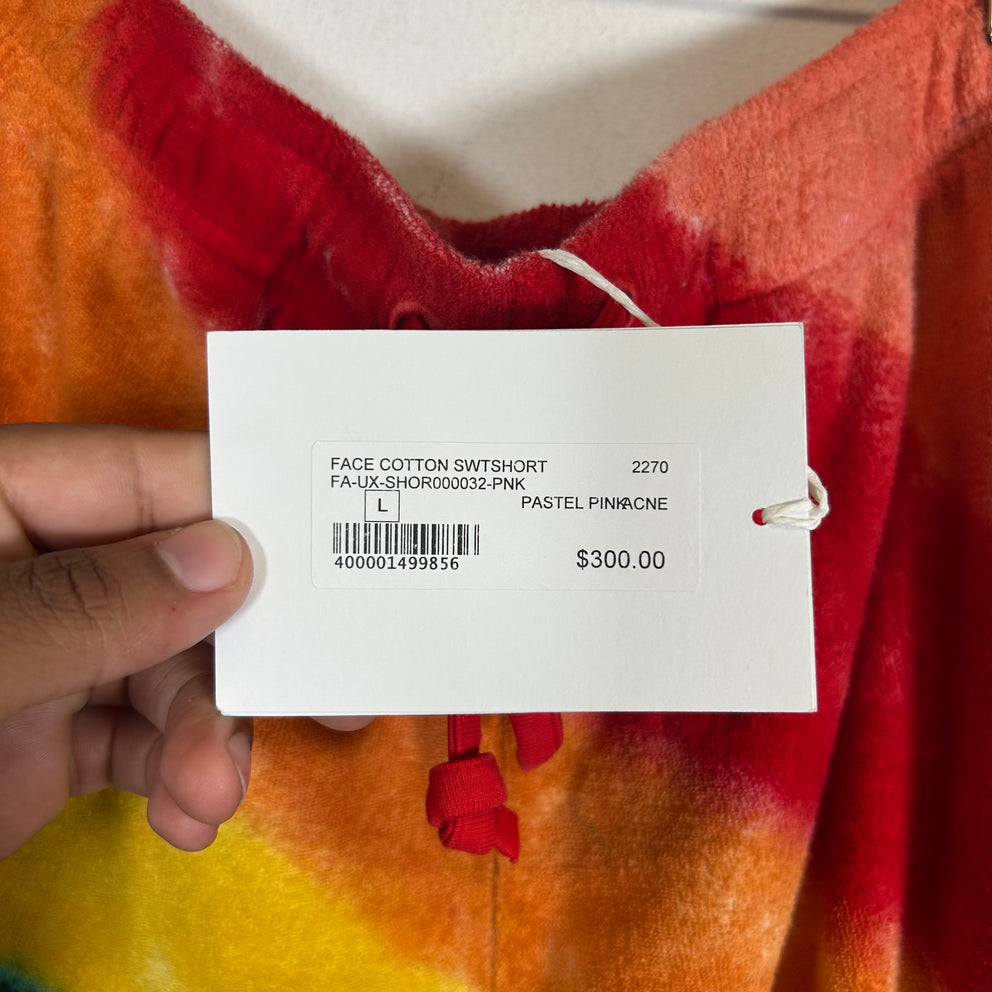 FACE COTTON SWTSHORT 2270
FA-UX-SHOR000032-PNK
L PASTEL PINKACNE
400001499856 $300.00